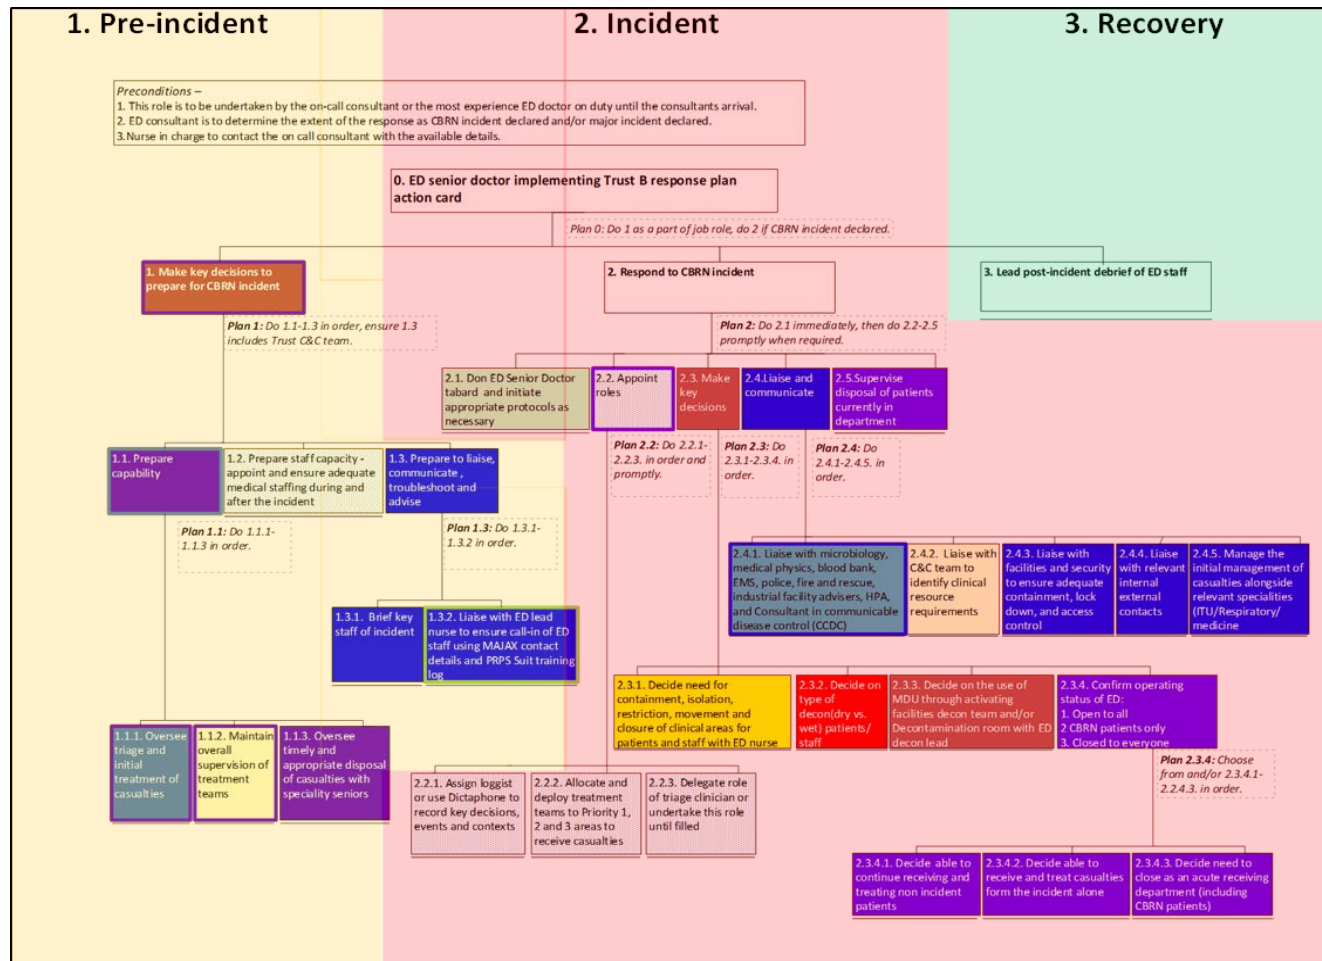 1. Pre-incident
2. Incident
3. Recovery
Preconditions –
1. This role is to be undertaken by the on-call consultant or the most experience ED doctor on duty until the consultants arrival.
2. ED consultant is to determine the extent of the response as CBRN incident declared and/or major incident declared.
3.Nurse in charge to contact the on call consultant with the available details.
0. ED senior doctor implementing Trust B response plan
action card
Plan 0: Do 1 as a part of job role, do 2 if CBRN incident declared.
1. Make key decisions to
prepare for CBRN incident
2. Respond to CBRN incident
3. Lead post-incident debrief of ED staff
Plan 1: Do 1.1-1.3 in order, ensure 1.3
includes Trust C&C team.
Plan 2: Do 2.1 immediately, then do 2.2-2.5
promptly when required.
2.1. Don ED Senior Doctor
tabard and initiate
appropriate protocols as
necessary
2.2. Appoint
roles
2.3. Make
key
decisions
2.4.Liaise and
communicate
2.5.Supervise
disposal of patients
currently in
department
Plan 2.2: Do 2.2.1-
2.2.3. in order and
promptly.
Plan 2.3: Do
2.3.1-2.3.4. in
order.
Plan 2.4: Do
2.4.1-2.4.5. in
order.
1.1. Prepare
capability
1.2. Prepare staff capacity -
appoint and ensure adequate
medical staffing during and
after the incident
1.3. Prepare to liaise,
communicate ,
troubleshoot and
advise
Plan 1.1: Do 1.1.1-
1.1.3 in order.
Plan 1.3: Do 1.3.1-
1.3.2 in order.
2.4.1. Liaise with microbiology,
medical physics, blood bank,
EMS, police, fire and rescue,
industrial facility advisers, HPA,
and Consultant in communicable
disease control (CCDC)
2.4.2. Liaise with
C&C team to
identify clinical
resource
requirements
2.4.3. Liaise with
facilities and security
to ensure adequate
containment, lock
down, and access
control
2.4.4. Liaise
with relevant
internal
external
contacts
2.4.5. Manage the
initial management of
casualties alongside
relevant specialities
(ITU/Respiratory/
medicine
1.3.1. Brief key
staff of incident
1.3.2. Liaise with ED lead
nurse to ensure call-in of ED
staff using MAJAX contact
details and PRPS Suit training
log
2.3.1. Decide need for
containment, isolation,
restriction, movement and
closure of clinical areas for
patients and staff with ED nurse
2.3.2. Decide on
type of
decon(dry vs.
wet) patients/
staff
2.3.3. Decide on the use of
MDU through activating
facilities decon team and/or
Decontamination room with ED
decon lead
2.3.4. Confirm operating
status of ED:
1. Open to all
2 CBRN patients only
3. Closed to everyone
Plan 2.3.4: Choose
from and/or 2.3.4.1-
2.2.4.3. in order.
1.1.1. Oversee
triage and
initial
treatment of
casualties
1.1.2. Maintain
overall
supervision of
treatment
teams
1.1.3. Oversee
timely and
appropriate disposal
of casualties with
speciality seniors
2.2.1. Assign loggist
or use Dictaphone to
record key decisions,
events and contexts
2.2.2. Allocate and
deploy treatment
teams to Priority 1,
2 and 3 areas to
receive casualties
2.2.3. Delegate role
of triage clinician or
undertake this role
until filled
2.3.4.1. Decide able to
continue receiving and
treating non incident
patients
2.3.4.2. Decide able to
receive and treat casualties
form the incident alone
2.3.4.3. Decide need to
close as an acute receiving
department (including
CBRN patients)